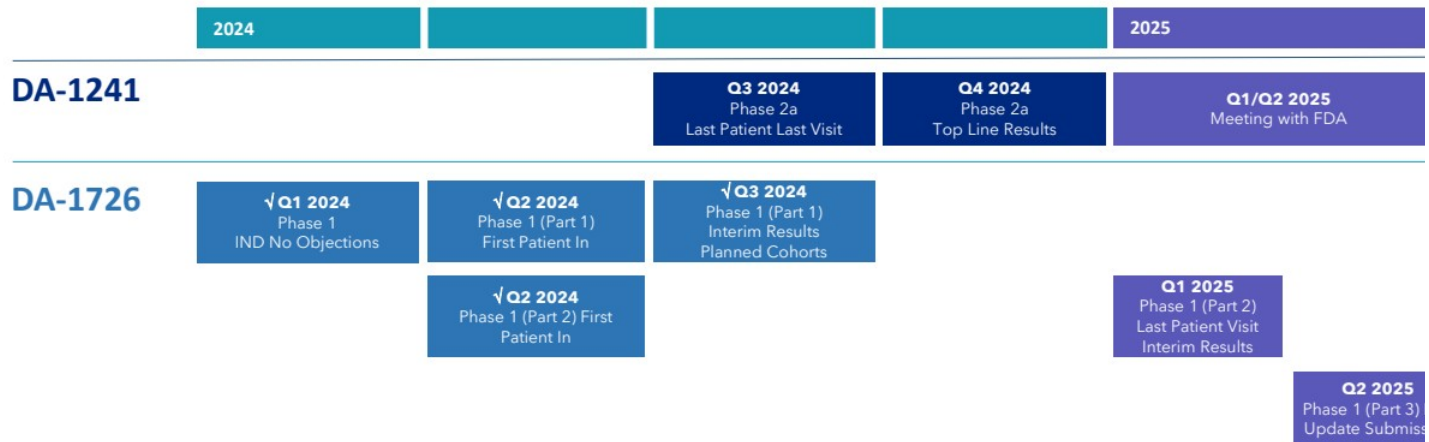 2024
2025
DA-1241
Q3 2024
Phase 2a
Last Patient Last Visit
Q4 2024
Phase 2a
Top Line Results
Q1/Q2 2025
Meeting with FDA
DA-1726
√ Q1 2024
Phase 1
IND No Objections
√ Q2 2024
Phase 1 (Part 1)
First Patient In
√ Q3 2024
Phase 1 (Part 1)
Interim Results
Planned Cohorts
√ Q2 2024
Phase 1 (Part 2) First
Patient In
Q1 2025
Phase 1 (Part 2)
Last Patient Visit
Interim Results
Q2 2025
Phase 1 (Part 3)
Update